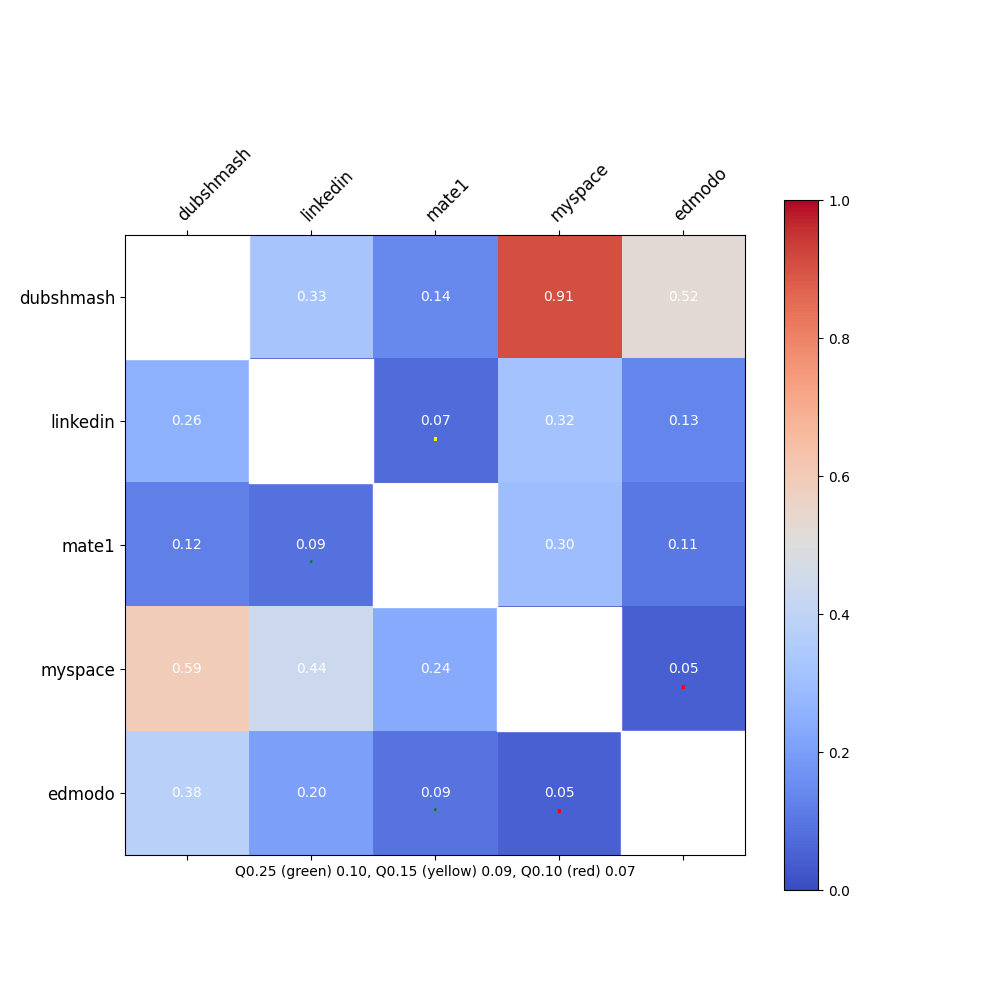 dubshmash linkedin mate1 myspace edmodo
1.0
dubshmash 0.33 0.14 0.91 0.52
0.8
linkedin 0.26 0.07 0.32 0.13
0.6
mate1 0.12 0.09 0.30 0.11
0.4
myspace 0.59 0.44 0.24 0.05
0.2
edmodo 0.38 0.20 0.09 0.05
Q0.25 (green) 0.10, Q0.15 (yellow) 0.09, Q0.10 (red) 0.07
0.0